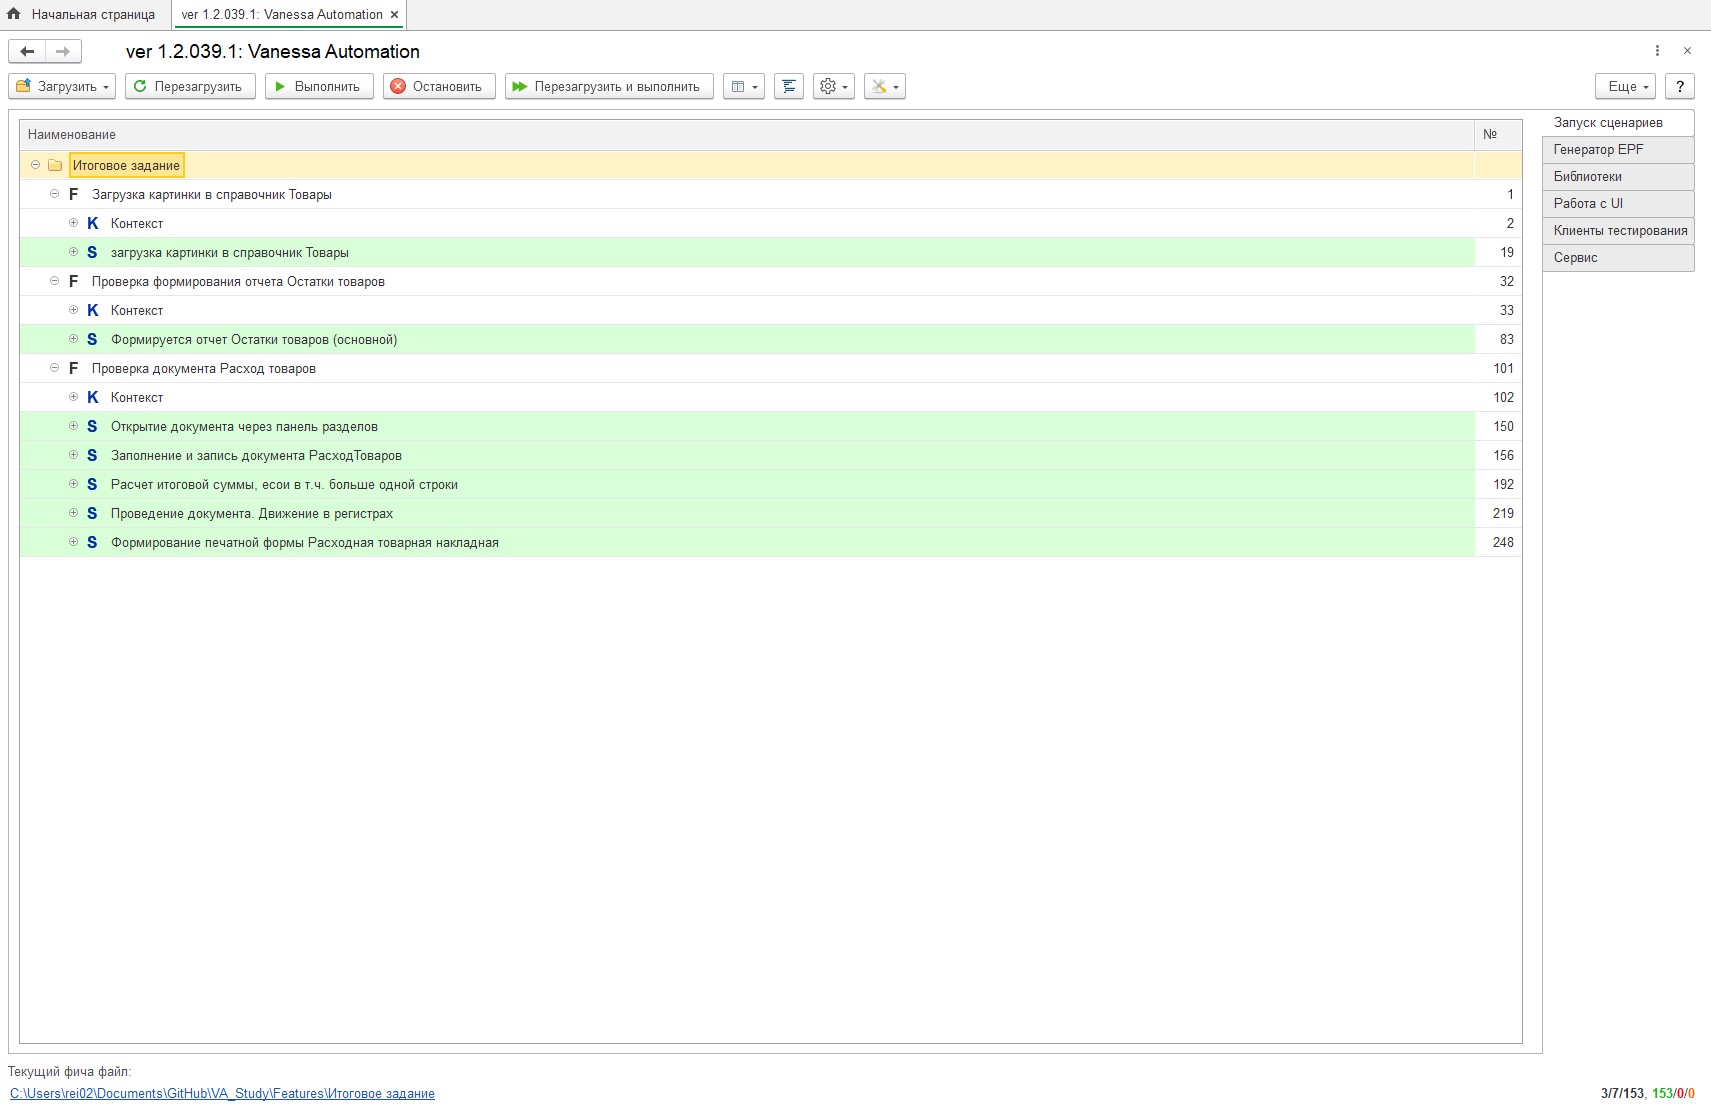 Начальная страница
ver 1.2.039.1: Vanessa Automation
ver 1.2.039.1: Vanessa Automation
Загрузить
Перезагрузить
Выполнить
Остановить
Перезагрузить и выполнить
Еще
?
Наименование №
Итоговое задание
F Загрузка картинки в справочник Товары 1
K Контекст 2
S загрузка картинки в справочник Товары 19
F Проверка формирования отчета Остатки товаров 32
K Контекст 33
S Формируется отчет Остатки товаров (основной) 83
F Проверка документа Расход товаров 101
K Контекст 102
S Открытие документа через панель разделов 150
S Заполнение и запись документа РасходТоваров 156
S Расчет итоговой суммы, есои в т.ч. больше одной строки 192
S Проведение документа. Движение в регистрах 219
S Формирование печатной формы Расходная товарная накладная 248
Запуск сценариев
Генератор EPF
Библиотеки
Работа с UI
Клиенты тестирования
Сервис
Текущий фича файл:
C:\Users\rei02\Documents\GitHub\VA_Study\Features\Итоговое задание
3/7/153, 153/0/0